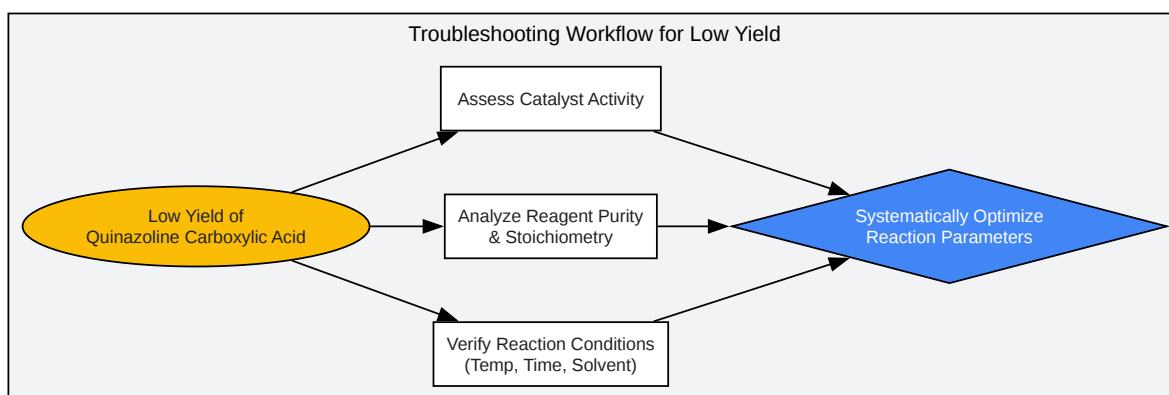 Troubleshooting Workflow for Low Yield
Assess Catalyst Activity
Low Yield of
Quinazoline Carboxylic Acid
Analyze Reagent Purity
& Stoichiometry
Systematically Optimize
Reaction Parameters
Verify Reaction Conditions
(Temp, Time, Solvent)